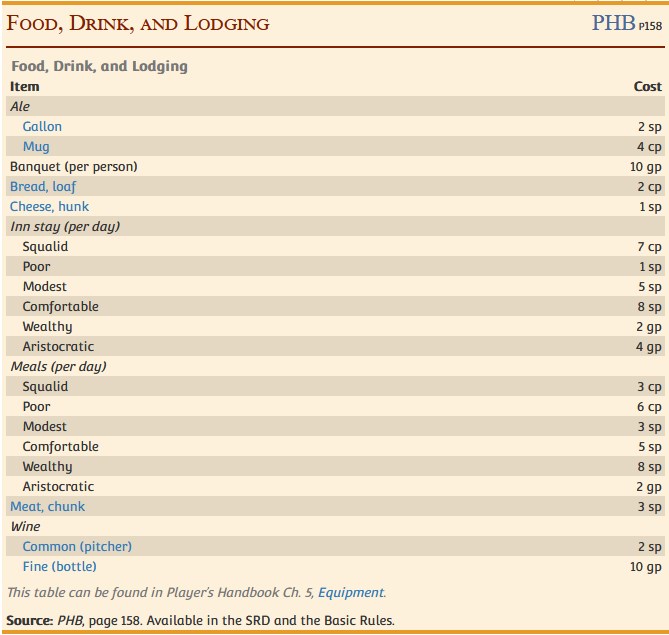 Food, Drink, and Lodging PHB P158
Food, Drink, and Lodging
Item Cost
Ale
Gallon 2 sp
Mug 4 cp
Banquet (per person) 10 gp
Bread, loaf 2 cp
Cheese, hunk 1 sp
Inn stay (per day)
Squalid 7 cp
Poor 1 sp
Modest 5 sp
Comfortable 8 sp
Wealthy 2 gp
Aristocratic 4 gp
Meals (per day)
Squalid 3 cp
Poor 6 cp
Modest 3 sp
Comfortable 5 sp
Wealthy 8 sp
Aristocratic 2 gp
Meat, chunk 3 sp
Wine
Common (pitcher) 2 sp
Fine (bottle) 10 gp
This table can be found in Player's Handbook Ch. 5, Equipment.
Source: PHB, page 158. Available in the SRD and the Basic Rules.